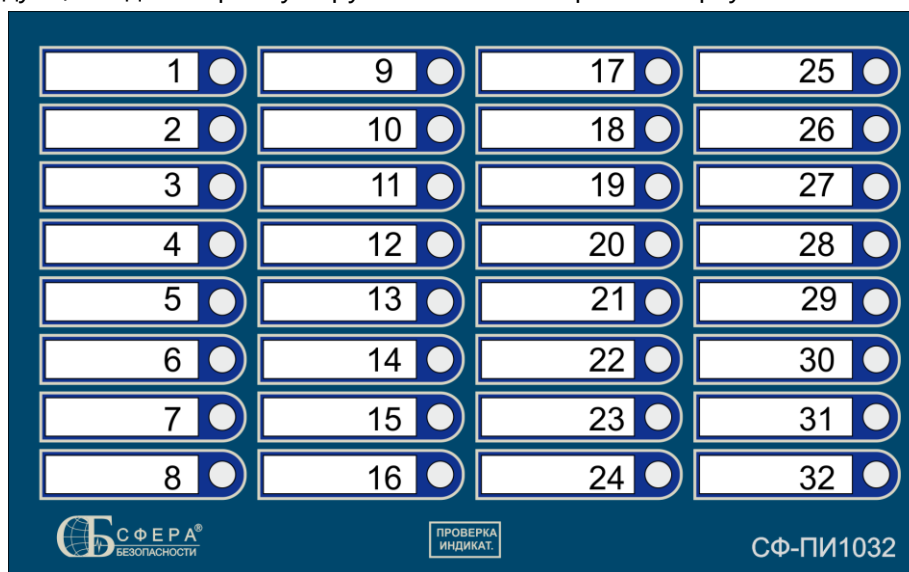 1 9 17 25
2 10 18 26
3 11 19 27
4 12 20 28
5 13 21 29
6 14 22 30
7 15 23 31
8 16 24 32
СБ СФЕРА®
БЕЗОПАСНОСТИ
ПРОВЕРКА
ИНДИКАТ.
СФ-ПИ1032